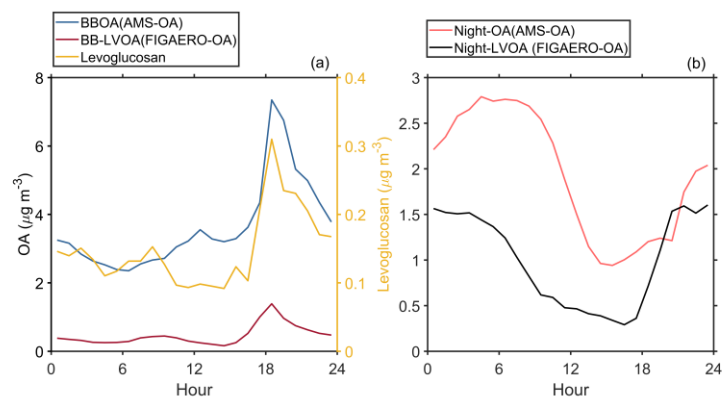 BBOA(AMS-OA)
BB-LVOA(FIGAERO-OA)
Levoglucosan
Night-OA(AMS-OA)
Night-LVOA (FIGAERO-OA)
(a)
(b)
8
6
4
2
0
OA (μg m⁻³)
0.4
0.3
0.2
0.1
0
Levoglucosan (μg m⁻³)
0 6 12 18 24
Hour
3
2.5
2
1.5
1
0.5
0
0 6 12 18 24
Hour